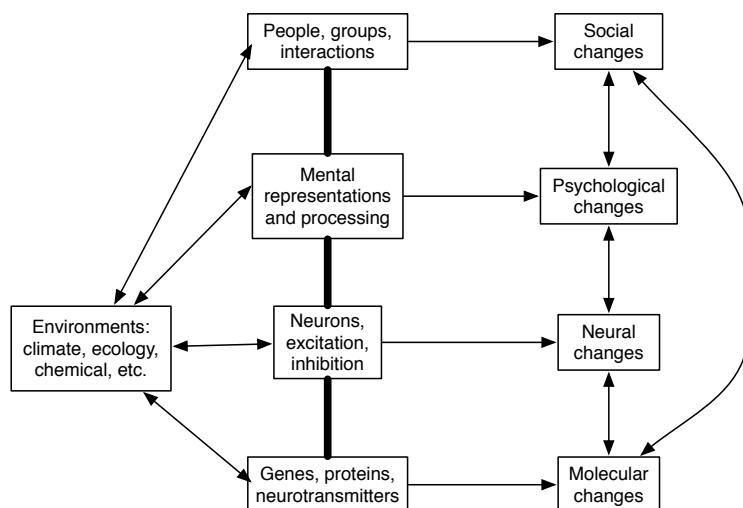 People, groups,
interactions
Social
changes
Mental
representations
and processing
Psychological
changes
Environments:
climate, ecology,
chemical, etc.
Neurons,
excitation,
inhibition
Neural
changes
Genes, proteins,
neurotransmitters
Molecular
changes